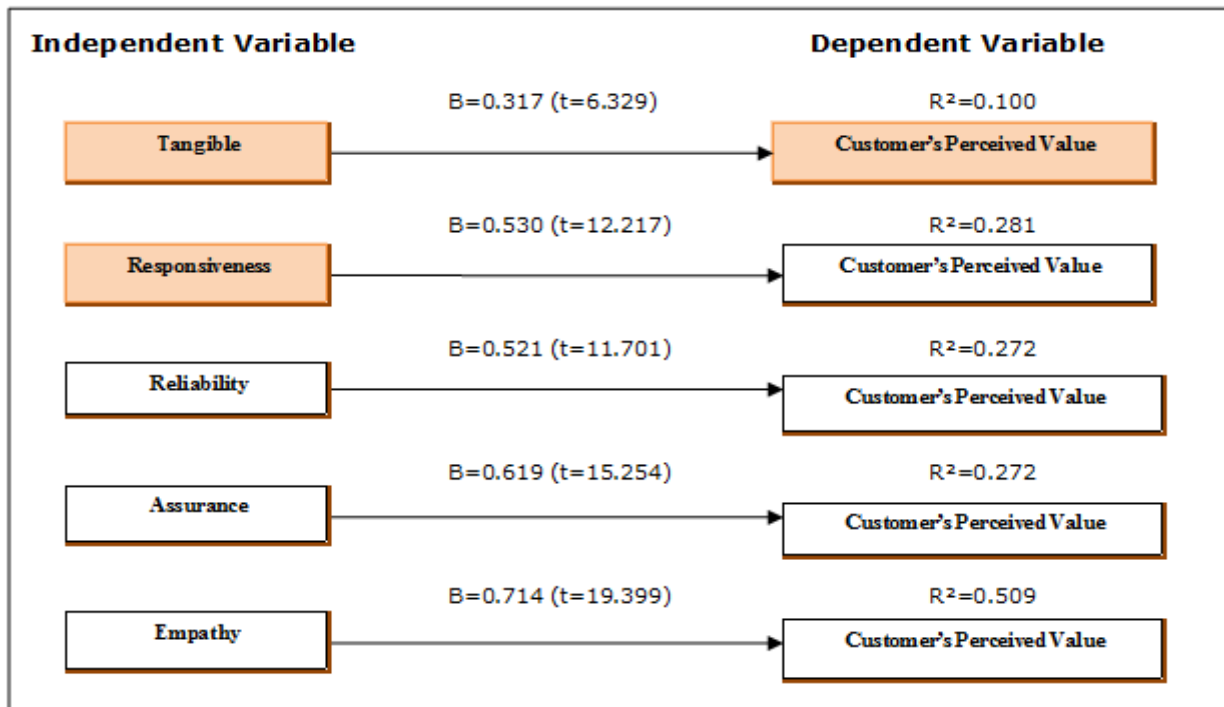 Independent Variable
Dependent Variable
B=0.317 (t=6.329)
R²=0.100
Tangible
Customer's Perceived Value
B=0.530 (t=12.217)
R²=0.281
Responsiveness
Customer's Perceived Value
B=0.521 (t=11.701)
R²=0.272
Reliability
Customer's Perceived Value
B=0.619 (t=15.254)
R²=0.272
Assurance
Customer's Perceived Value
B=0.714 (t=19.399)
R²=0.509
Empathy
Customer's Perceived Value